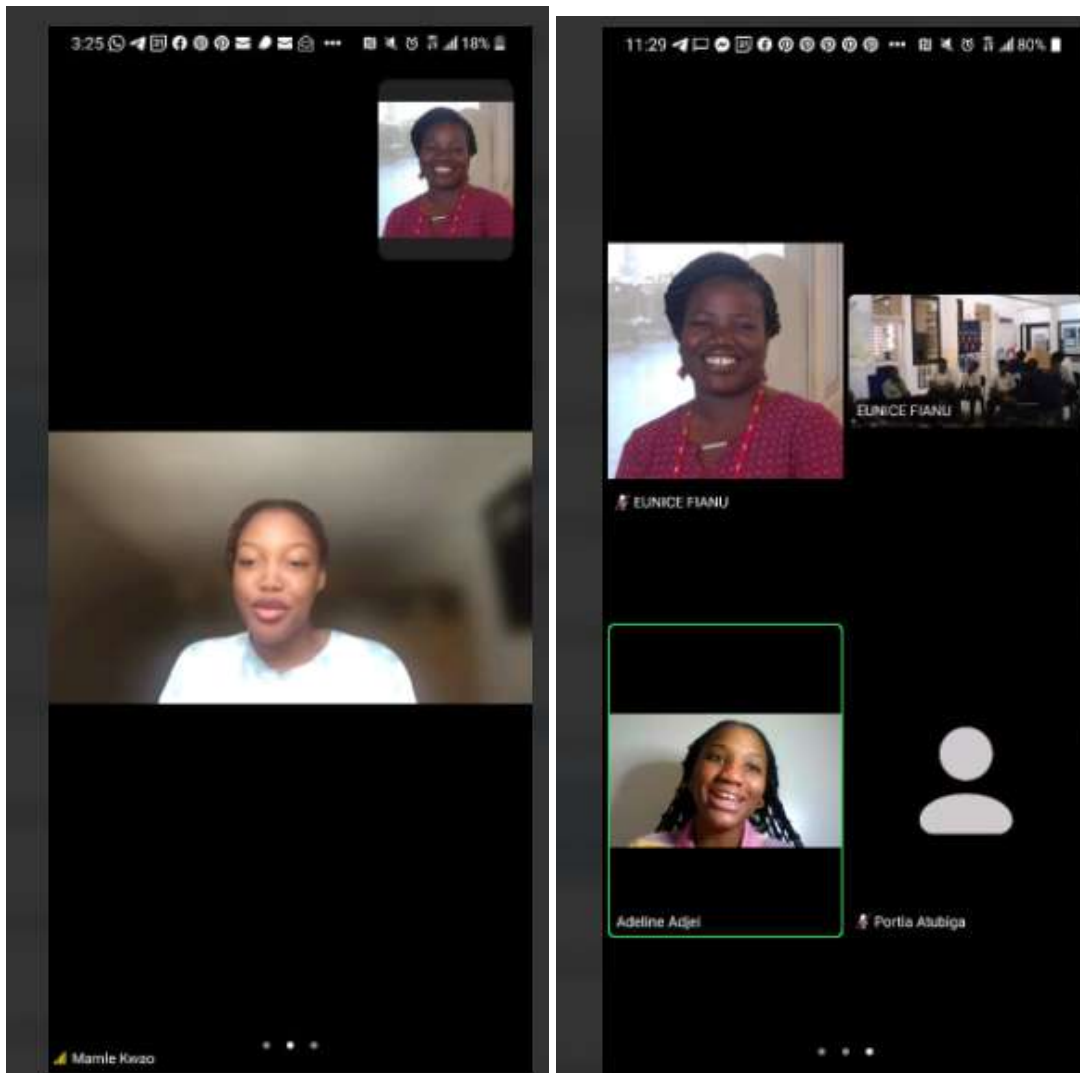 3:25 18%
Mamle Kwao
11:29 80%
EUNICE FIANU
EUNICE FIANU
Adeline Adjei
Portia Atubiga